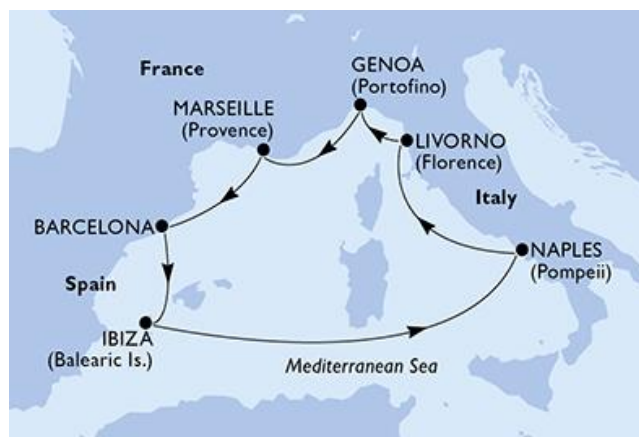 France
GENOA
(Portofino)
MARSEILLE
(Provence)
LIVORNO
(Florence)
Italy
BARCELONA
NAPLES
(Pompeii)
Spain
IBIZA
(Balearic Is.)
Mediterranean Sea